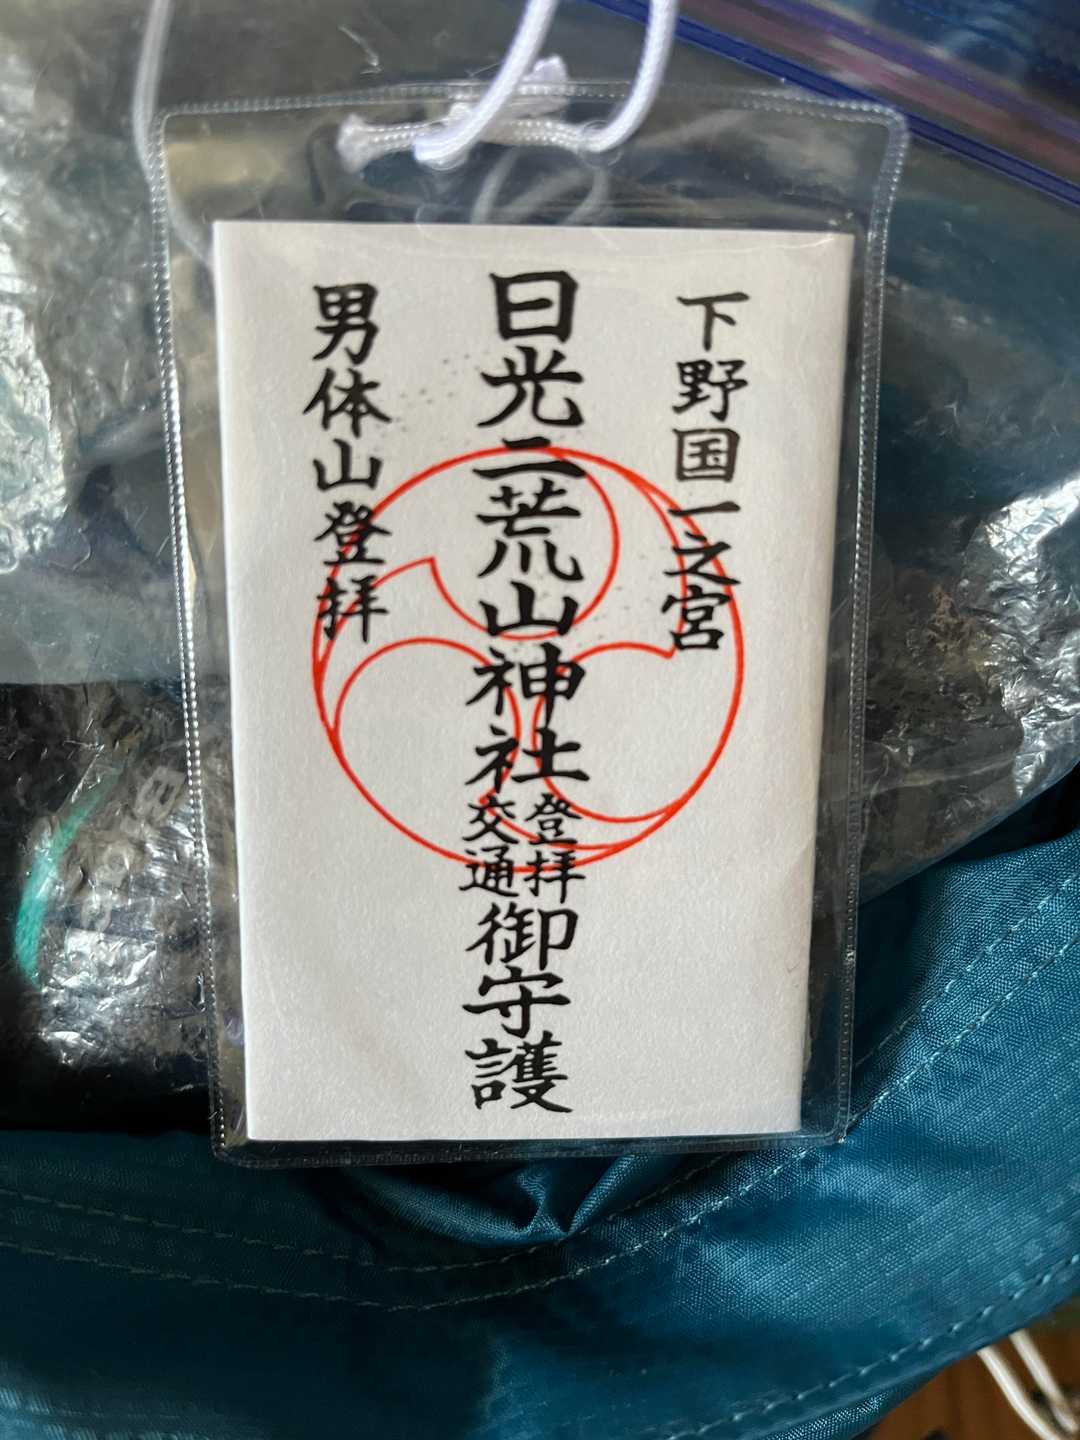 下野国一之宮
日光二荒山神社
登拝
交通
御守護
男体山登拝